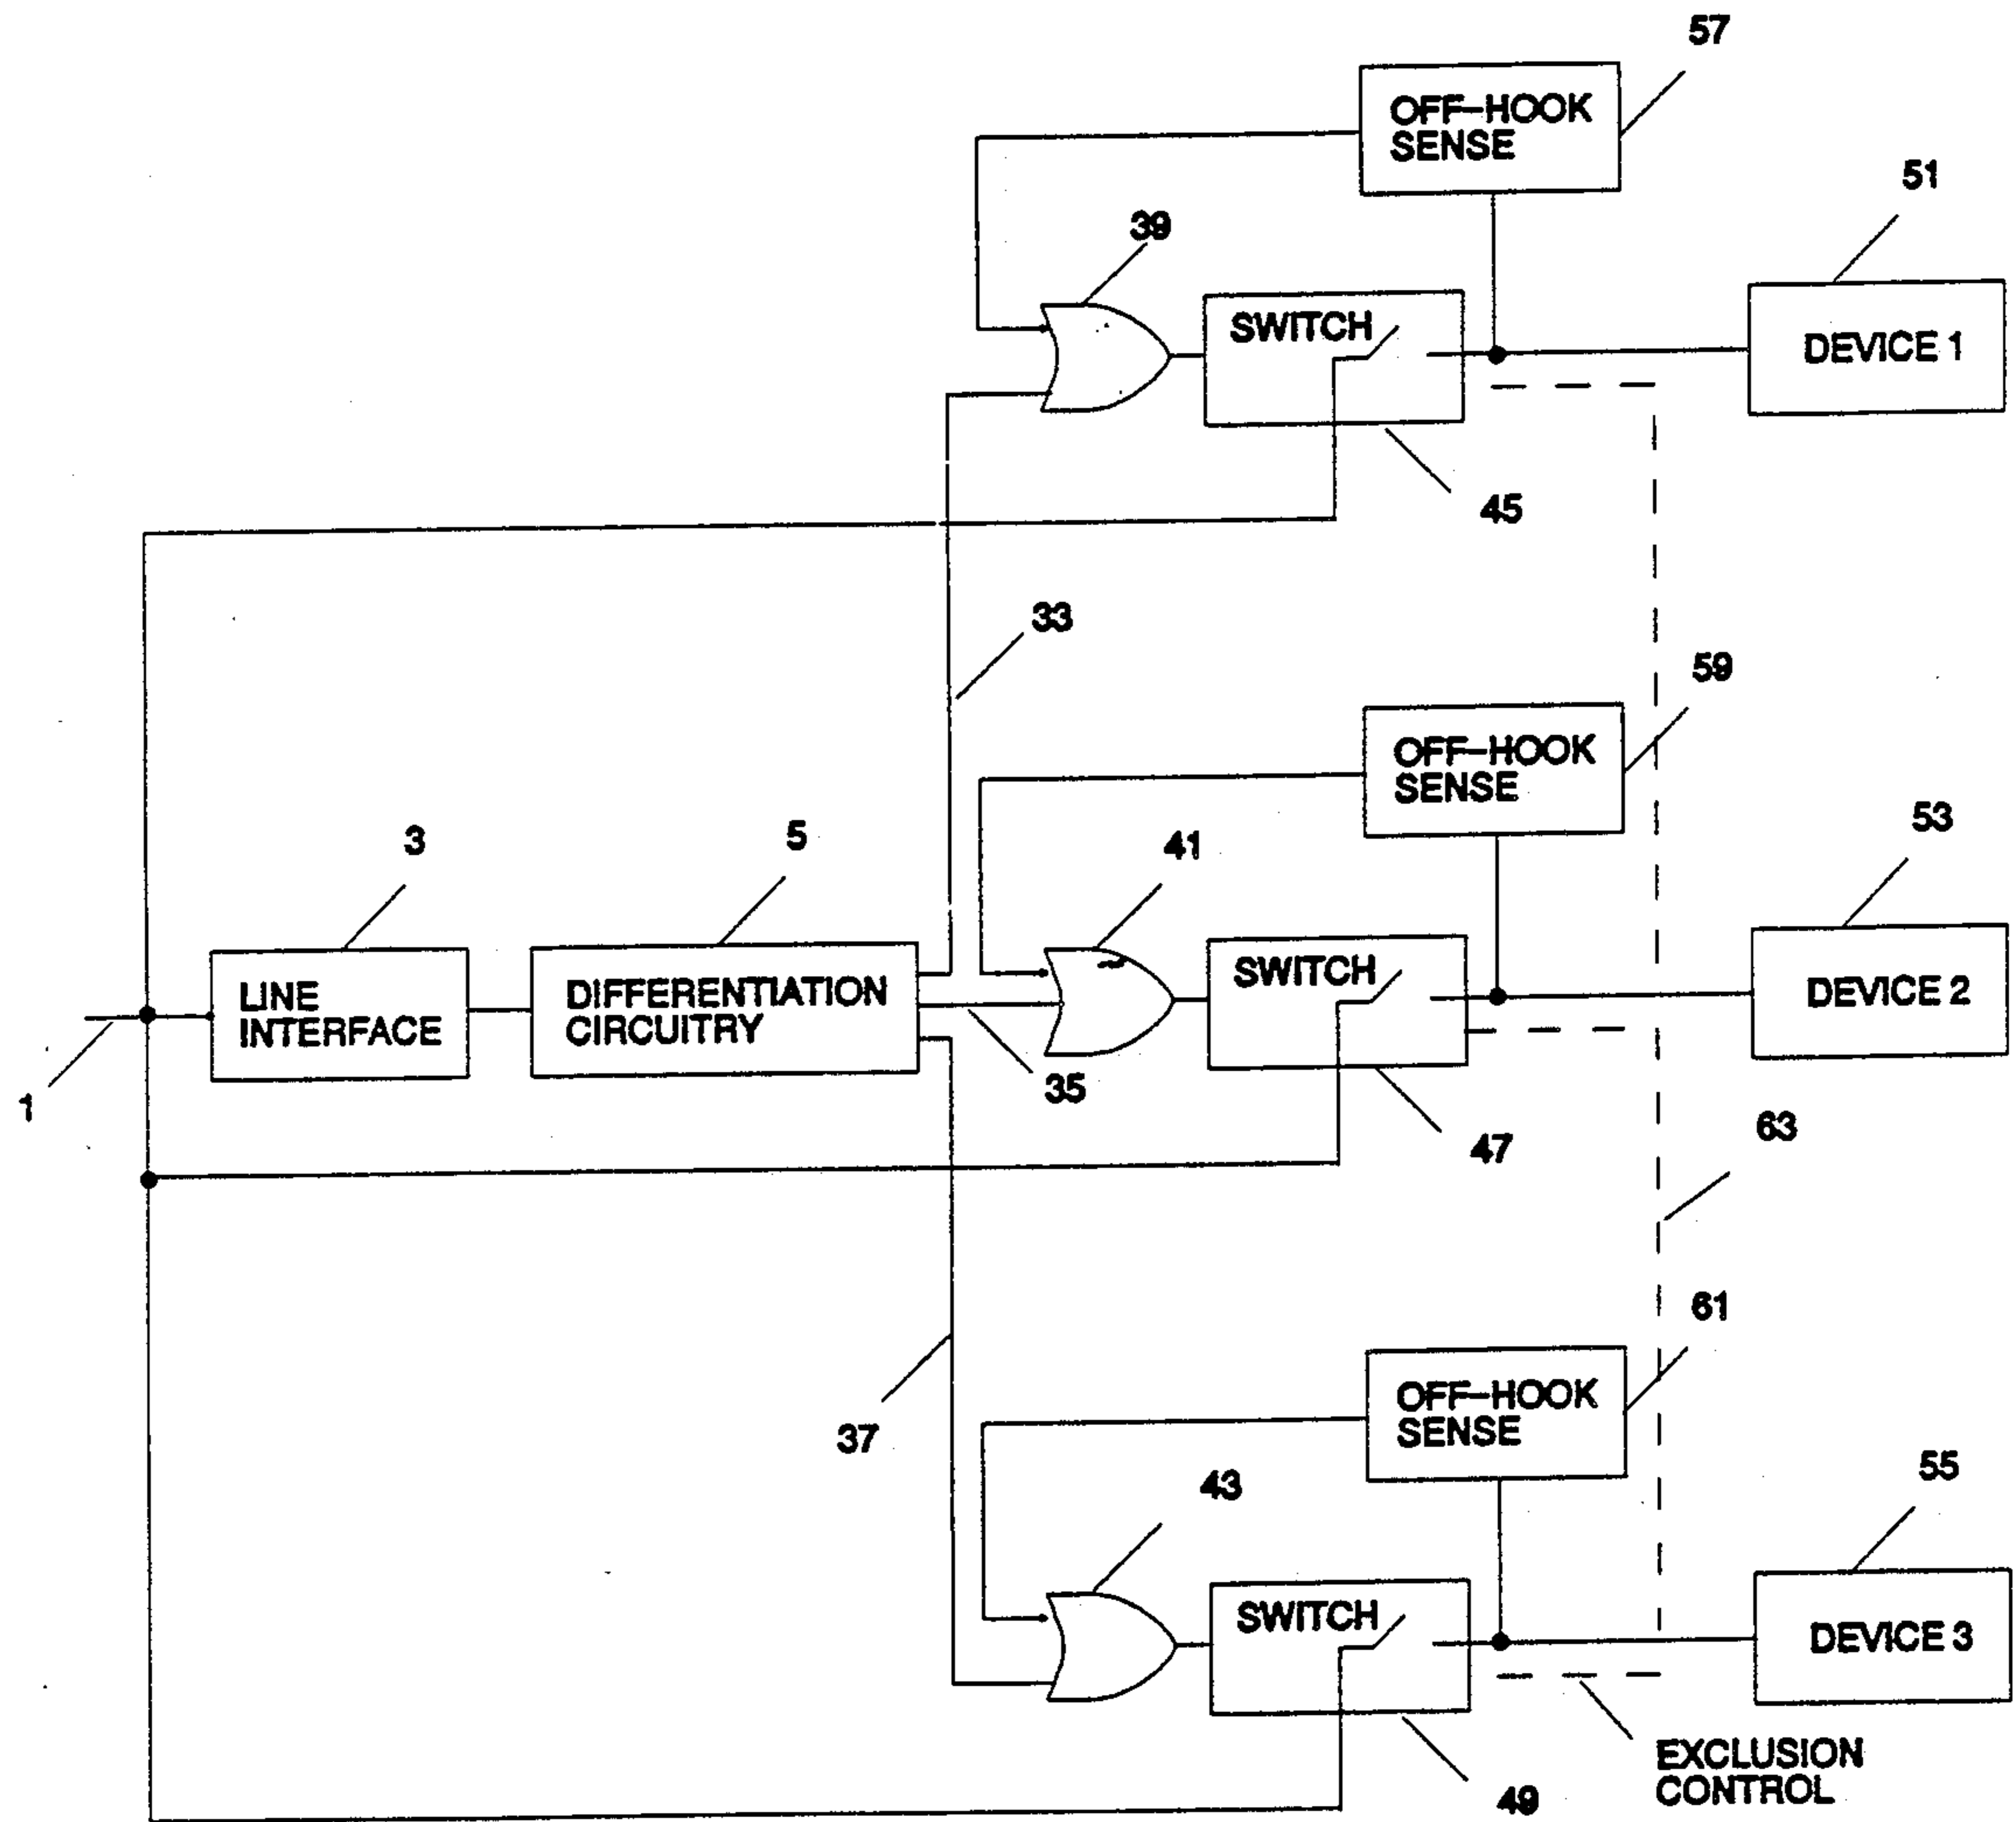 57
OFF-HOOK
SENSE
51
39
SWITCH
DEVICE 1
45
33
59
OFF-HOOK
SENSE
3
5
41
53
LINE
INTERFACE
DIFFERENTIATION
CIRCUITRY
SWITCH
DEVICE 2
1
35
47
63
61
OFF-HOOK
SENSE
37
43
55
SWITCH
DEVICE 3
49
EXCLUSION
CONTROL